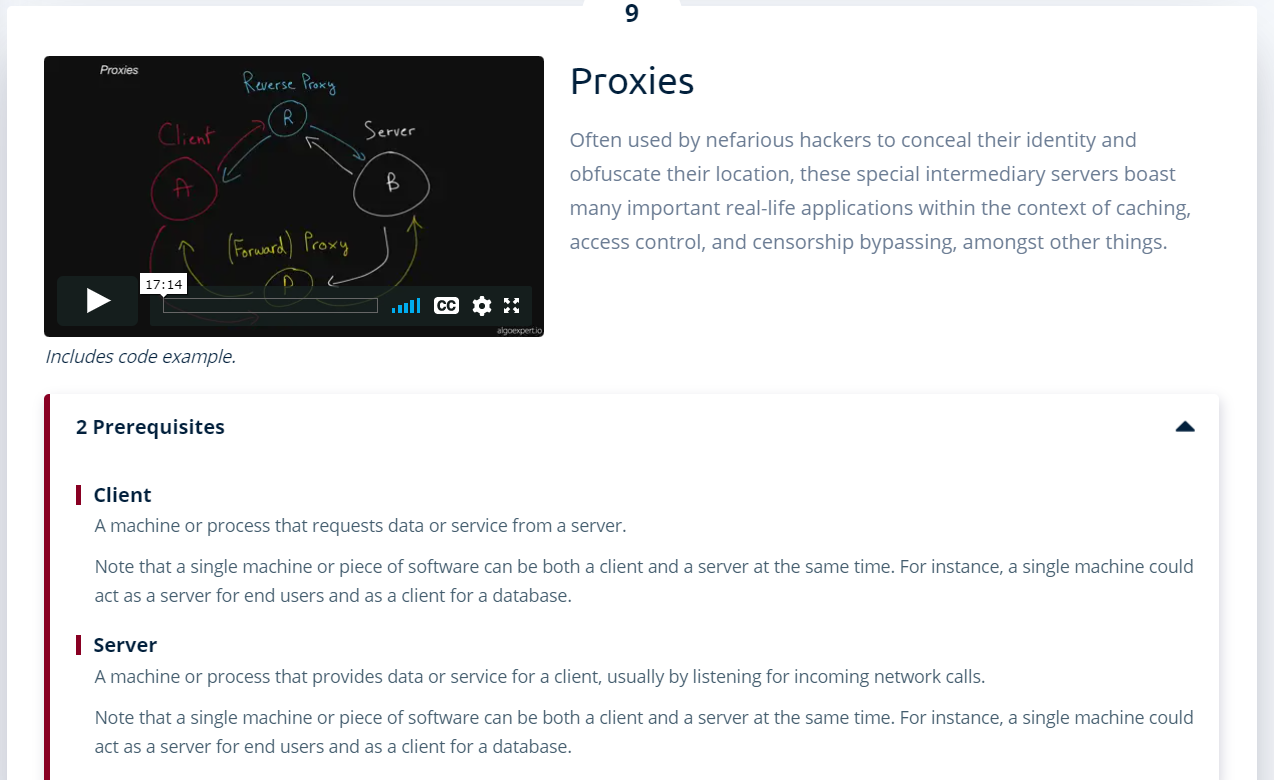 9
Proxies
Reverse Proxy
R
Client
Server
A
B
(Forward) Proxy
P
17:14
CC
algoexpert.io
Includes code example.
Proxies
Often used by nefarious hackers to conceal their identity and
obfuscate their location, these special intermediary servers boast
many important real-life applications within the context of caching,
access control, and censorship bypassing, amongst other things.
2 Prerequisites
Client
A machine or process that requests data or service from a server.
Note that a single machine or piece of software can be both a client and a server at the same time. For instance, a single machine could
act as a server for end users and as a client for a database.
Server
A machine or process that provides data or service for a client, usually by listening for incoming network calls.
Note that a single machine or piece of software can be both a client and a server at the same time. For instance, a single machine could
act as a server for end users and as a client for a database.